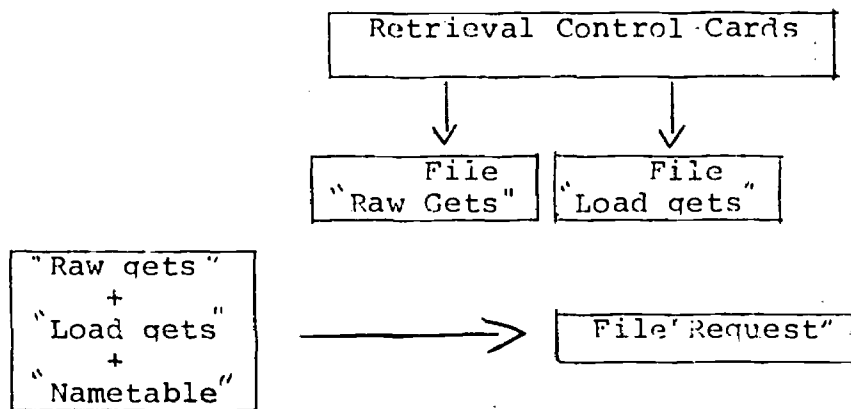 Retrieval Control Cards
File
"Raw Gets"
File
"Load gets"
"Raw gets"
+
"Load gets"
+
"Nametable"
File "Request"